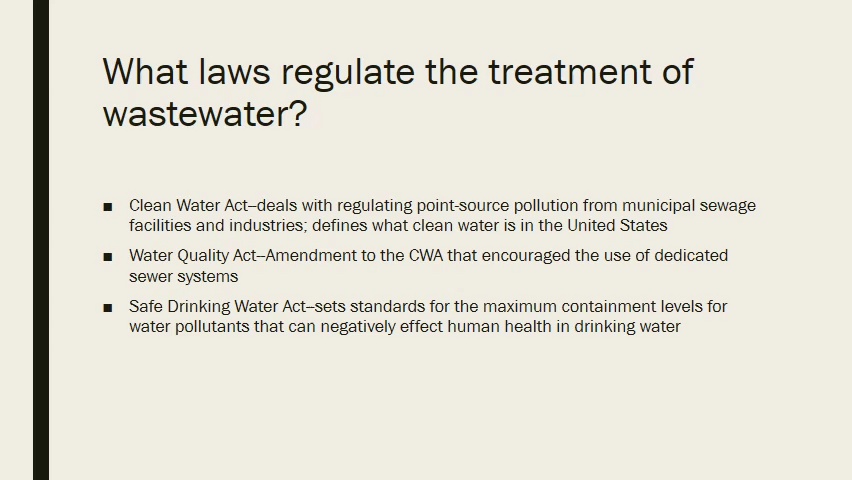 What laws regulate the treatment of
wastewater?
■ Clean Water Act–deals with regulating point-source pollution from municipal sewage
facilities and industries; defines what clean water is in the United States
■ Water Quality Act–Amendment to the CWA that encouraged the use of dedicated
sewer systems
■ Safe Drinking Water Act–sets standards for the maximum containment levels for
water pollutants that can negatively effect human health in drinking water